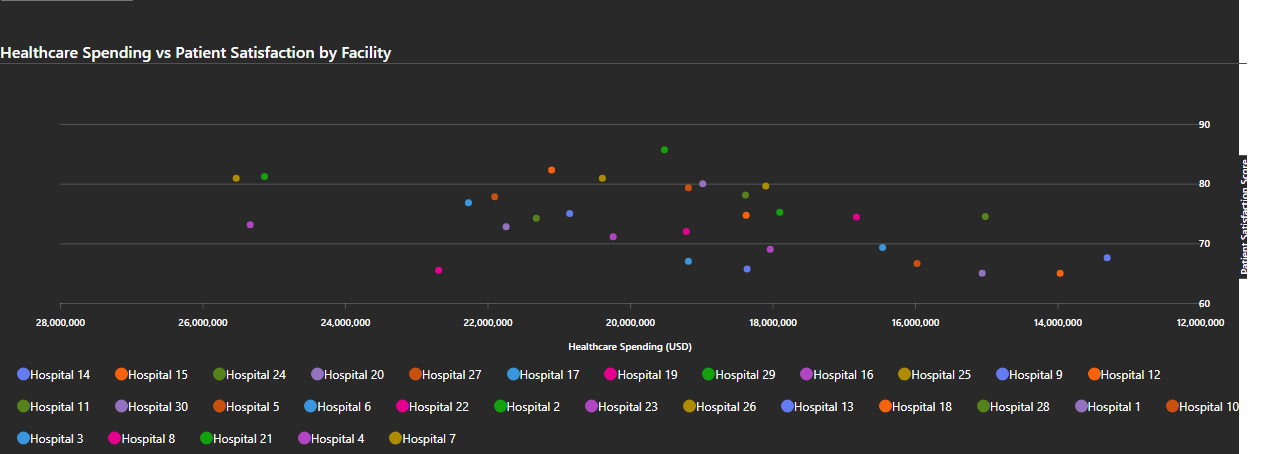 Healthcare Spending vs Patient Satisfaction by Facility
90
80
70
60
Patient Satisfaction Score
28,000,000 26,000,000 24,000,000 22,000,000 20,000,000 18,000,000 16,000,000 14,000,000 12,000,000
Healthcare Spending (USD)
Hospital 14 Hospital 15 Hospital 24 Hospital 20 Hospital 27 Hospital 17 Hospital 19 Hospital 29 Hospital 16 Hospital 25 Hospital 9 Hospital 12
Hospital 11 Hospital 30 Hospital 5 Hospital 6 Hospital 22 Hospital 2 Hospital 23 Hospital 26 Hospital 13 Hospital 18 Hospital 28 Hospital 1 Hospital 10
Hospital 3 Hospital 8 Hospital 21 Hospital 4 Hospital 7